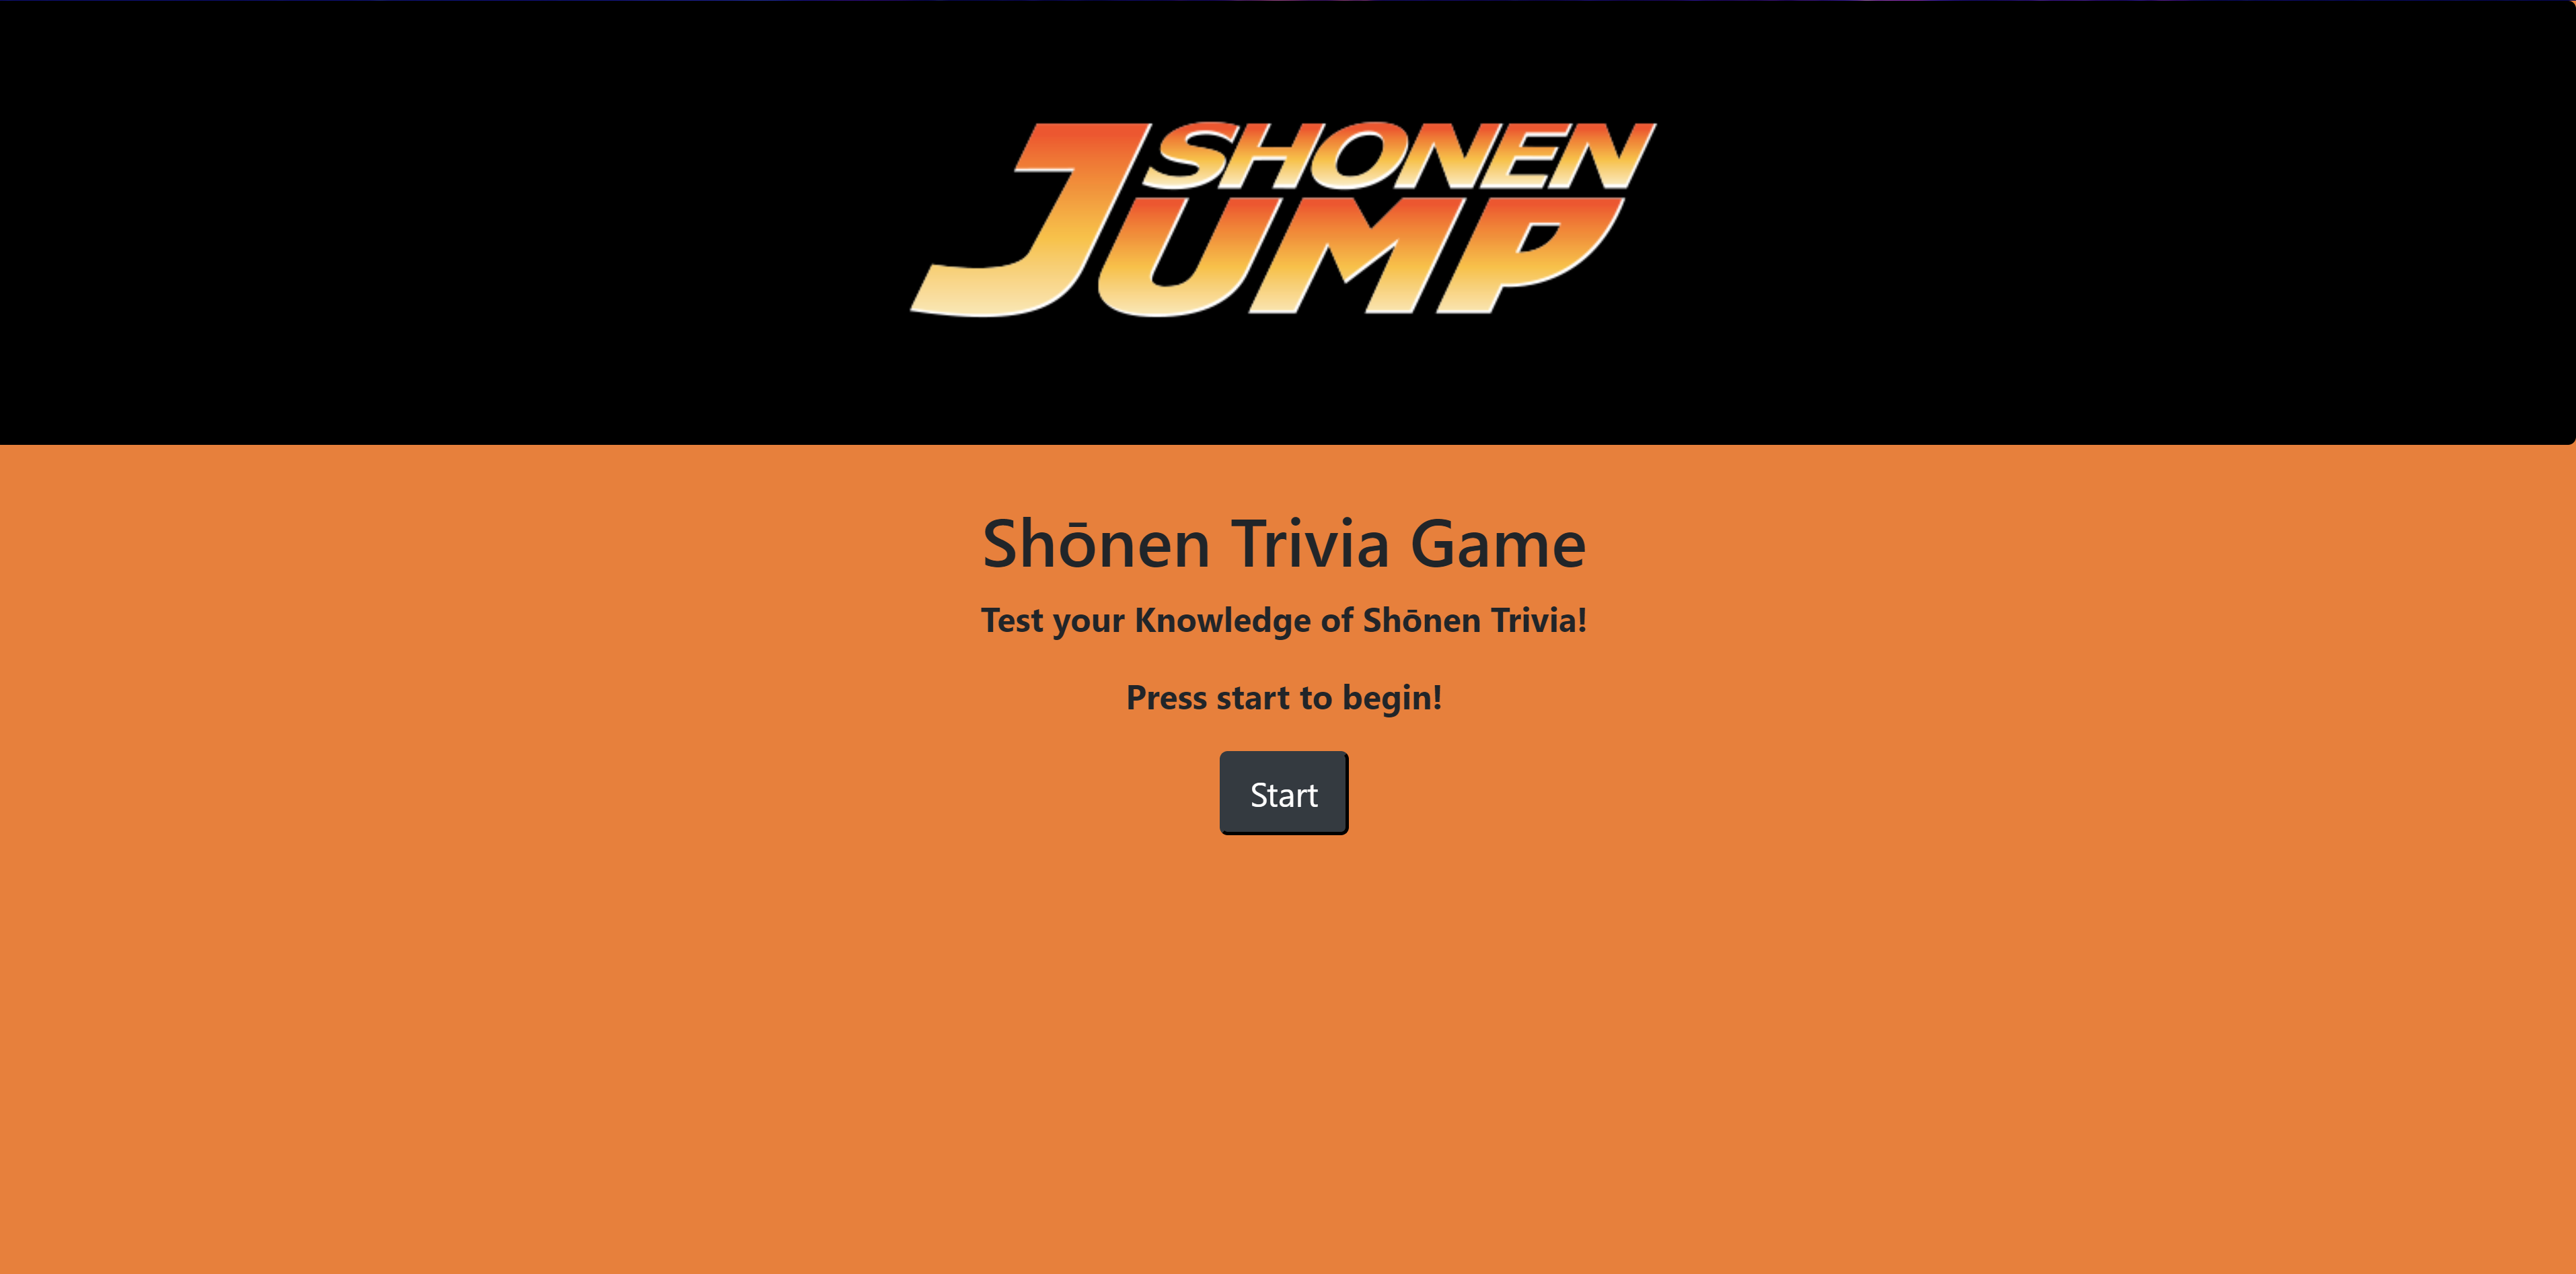 SHONEN
JUMP
Shōnen Trivia Game
Test your Knowledge of Shōnen Trivia!
Press start to begin!
Start